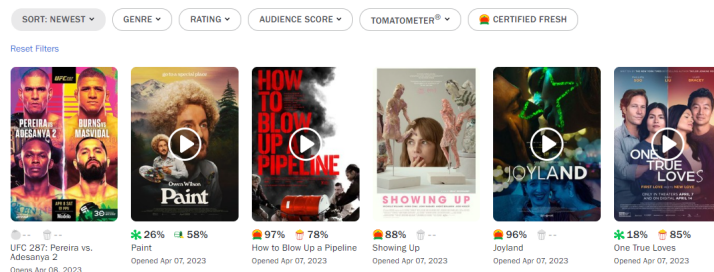 SORT: NEWEST
GENRE
RATING
AUDIENCE SCORE
TOMATOMETER®
CERTIFIED FRESH
Reset Filters
UFC 287
PEREIRA VS
ADESANYA 2
BURNS VS
MASVIDAL
Owen Wilson
Paint
HOW
TO
BLOW
UP A
PIPELINE
SHOWING UP
JOYLAND
ONE
TRUE
LOVES
-- --
26% 58%
97% 78%
88% --
96% --
18% 85%
UFC 287: Pereira vs.
Adesanya 2
Opens Apr 08, 2023
Paint
Opened Apr 07, 2023
How to Blow Up a Pipeline
Opened Apr 07, 2023
Showing Up
Opened Apr 07, 2023
Joyland
Opened Apr 07, 2023
One True Loves
Opened Apr 07, 2023